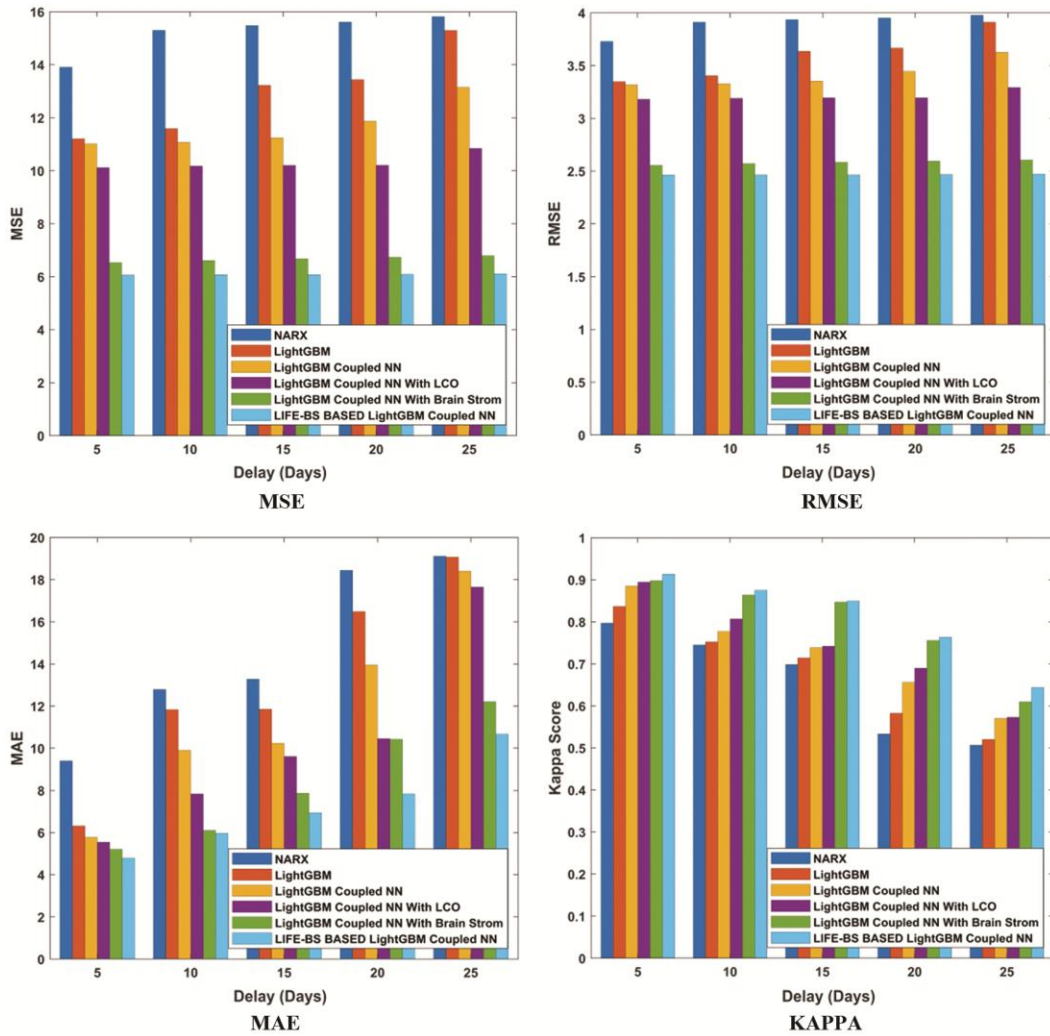 16
14
12
10
8
6
4
2
0
MSE
NARX
LightGBM
LightGBM Coupled NN
LightGBM Coupled NN With LCO
LightGBM Coupled NN With Brain Strom
LIFE-BS BASED LightGBM Coupled NN
5 10 15 20 25
Delay (Days)
MSE
4
3.5
3
2.5
2
1.5
1
0.5
0
RMSE
NARX
LightGBM
LightGBM Coupled NN
LightGBM Coupled NN With LCO
LightGBM Coupled NN With Brain Strom
LIFE-BS BASED LightGBM Coupled NN
5 10 15 20 25
Delay (Days)
RMSE
20
18
16
14
12
10
8
6
4
2
0
MAE
NARX
LightGBM
LightGBM Coupled NN
LightGBM Coupled NN With LCO
LightGBM Coupled NN With Brain Strom
LIFE-BS BASED LightGBM Coupled NN
5 10 15 20 25
Delay (Days)
MAE
1
0.9
0.8
0.7
0.6
0.5
0.4
0.3
0.2
0.1
0
Kappa Score
NARX
LightGBM
LightGBM Coupled NN
LightGBM Coupled NN With LCO
LightGBM Coupled NN With Brain Strom
LIFE-BS BASED LightGBM Coupled NN
5 10 15 20 25
Delay (Days)
KAPPA